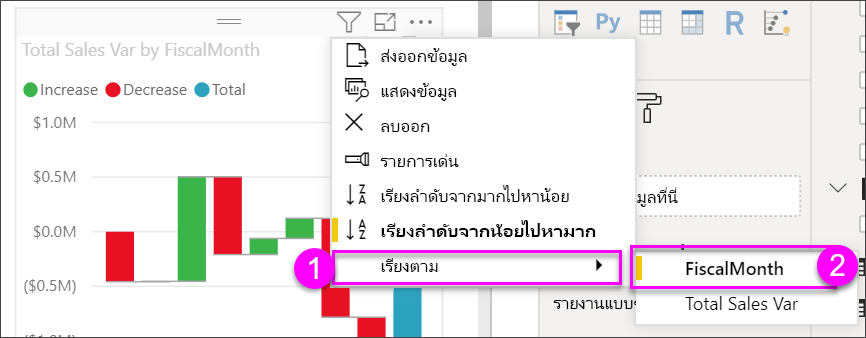 Total Sales Var by FiscalMonth
Increase Decrease Total
$1.0M
$0.5M
$0.0M
($0.5M)
ส่งออกข้อมูล
แสดงข้อมูล
ลบออก
รายการเด่น
Z A เรียงลำดับจากมากไปหาน้อย
A Z เรียงลำดับจากน้อยไปหามาก
1 เรียงตาม
Py R
มูลที่นี่
FiscalMonth 2
Total Sales Var
รายงานแบบ